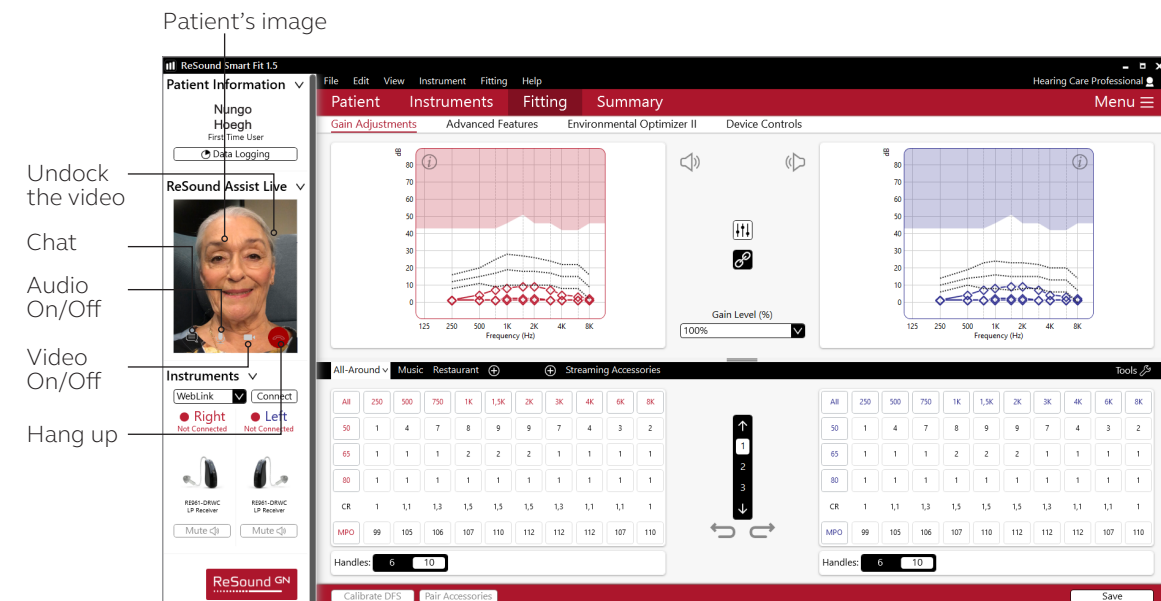 Patient's image
ReSound Smart Fit 1.5
Patient Information
Nungo
Hoegh
First Time User
Data Logging
ReSound Assist Live
Undock
the video
Chat
Audio
On/Off
Video
On/Off
Hang up
Instruments
WebLink
Connect
Right Left
Not Connected Not Connected
RE961-DRWC RE961-DRWC
LP Receiver LP Receiver
Mute Mute
ReSound GN
File Edit View Instrument Fitting Help
Hearing Care Professional
Patient Instruments Fitting Summary
Menu
Gain Adjustments Advanced Features Environmental Optimizer II Device Controls
dB
80
70
60
50
40
30
20
10
0
125 250 500 1K 2K 4K 8K
Frequency (Hz)
Gain Level (%)
100%
dB
80
70
60
50
40
30
20
10
0
125 250 500 1K 2K 4K 8K
Frequency (Hz)
All-Around Music Restaurant Streaming Accessories
Tools
All 250 500 750 1K 1,5K 2K 3K 4K 6K 8K
50 1 4 7 8 9 9 7 4 3 2
65 1 1 1 2 2 2 1 1 1 1
80 1 1 1 1 1 1 1 1 1 1
CR 1 1,1 1,3 1,5 1,5 1,5 1,3 1,1 1,1 1
MPO 99 105 106 107 110 112 112 112 107 110
Handles: 6 10
1
2
3
All 250 500 750 1K 1,5K 2K 3K 4K 6K 8K
50 1 4 7 8 9 9 7 4 3 2
65 1 1 1 2 2 2 1 1 1 1
80 1 1 1 1 1 1 1 1 1 1
CR 1 1,1 1,3 1,5 1,5 1,5 1,3 1,1 1,1 1
MPO 99 105 106 107 110 112 112 112 107 110
Handles: 6 10
Calibrate DFS Pair Accessories
Save